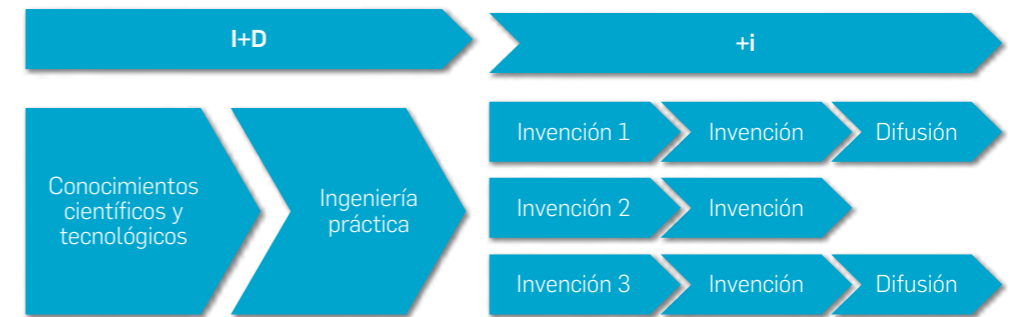 I+D
+i
Conocimientos
científicos y
tecnológicos
Ingeniería
práctica
Invención 1
Invención
Difusión
Invención 2
Invención
Invención 3
Invención
Difusión